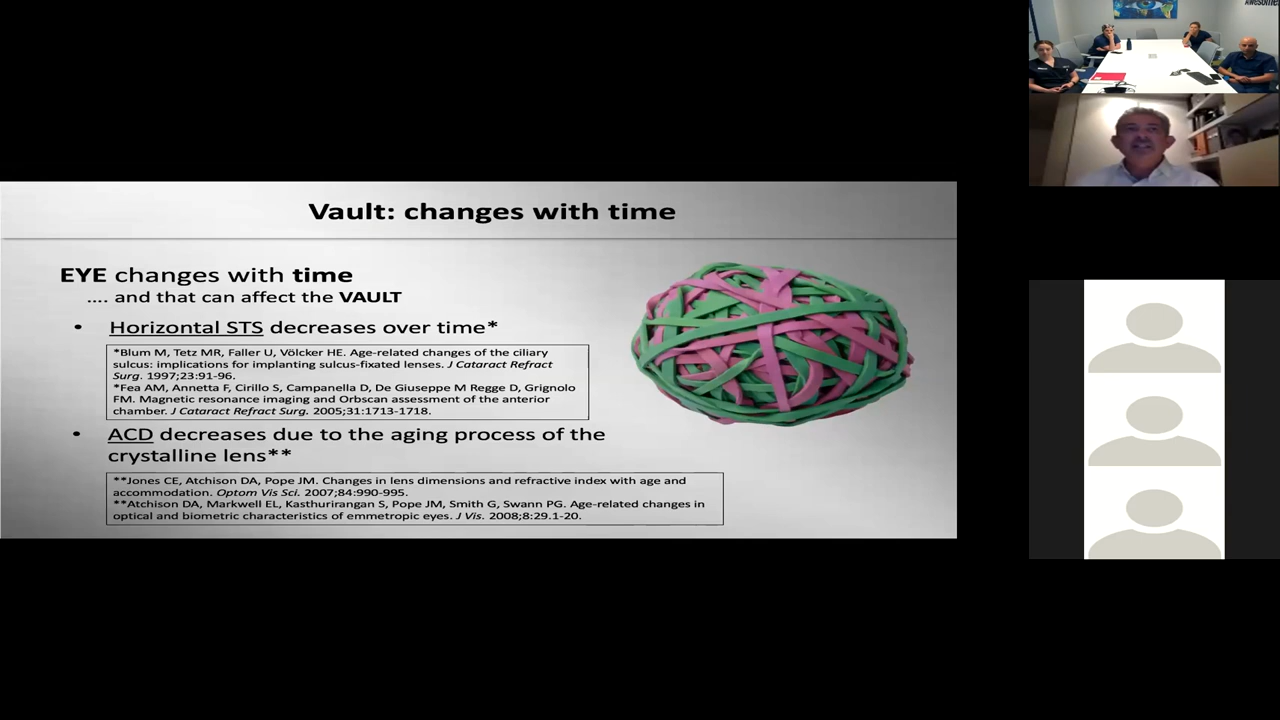 Awesome
Vault: changes with time
EYE changes with time
.... and that can affect the VAULT
• Horizontal STS decreases over time*
*Blum M, Tetz MR, Faller U, Völcker HE. Age-related changes of the ciliary
sulcus: implications for implanting sulcus-fixated lenses. J Cataract Refract
Surg. 1997;23:91-96.
*Fea AM, Annetta F, Cirillo S, Campanella D, De Giuseppe M Regge D, Grignolo
FM. Magnetic resonance imaging and Orbscan assessment of the anterior
chamber. J Cataract Refract Surg. 2005;31:1713-1718.
• ACD decreases due to the aging process of the
crystalline lens**
**Jones CE, Atchison DA, Pope JM. Changes in lens dimensions and refractive index with age and
accommodation. Optom Vis Sci. 2007;84:990-995.
**Atchison DA, Markwell EL, Kasthurirangan S, Pope JM, Smith G, Swann PG. Age-related changes in
optical and biometric characteristics of emmetropic eyes. J Vis. 2008;8:29.1-20.